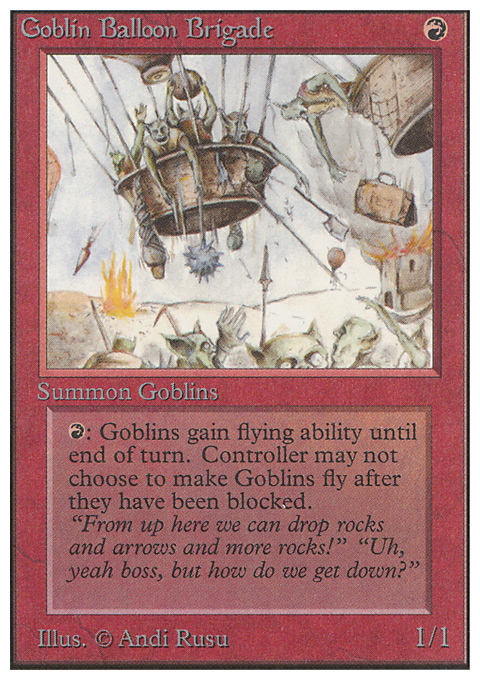 Goblin Balloon Brigade
Summon Goblins
: Goblins gain flying ability until
end of turn. Controller may not
choose to make Goblins fly after
they have been blocked.
"From up here we can drop rocks
and arrows and more rocks!" "Uh,
yeah boss, but how do we get down?"
Illus. © Andi Rusu
1/1